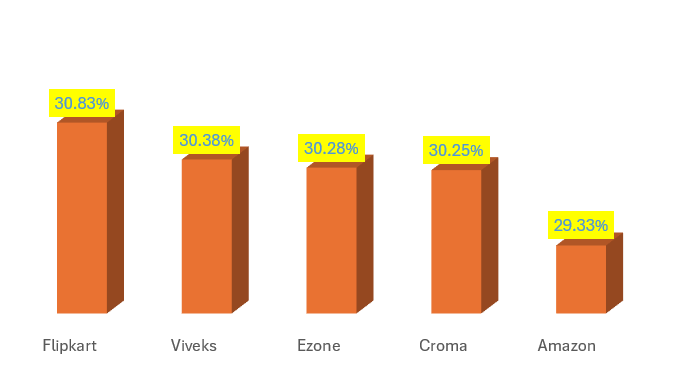 30.83%
30.38%
30.28%
30.25%
29.33%
Flipkart
Viveks
Ezone
Croma
Amazon